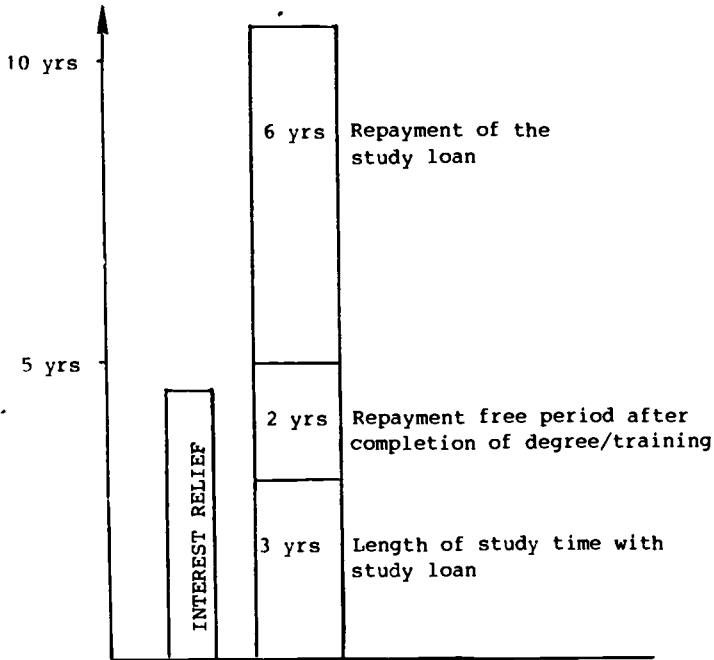 10 yrs
6 yrs
Repayment of the
study loan
5 yrs
2 yrs
Repayment free period after
completion of degree/training
INTEREST RELIEF
3 yrs
Length of study time with
study loan